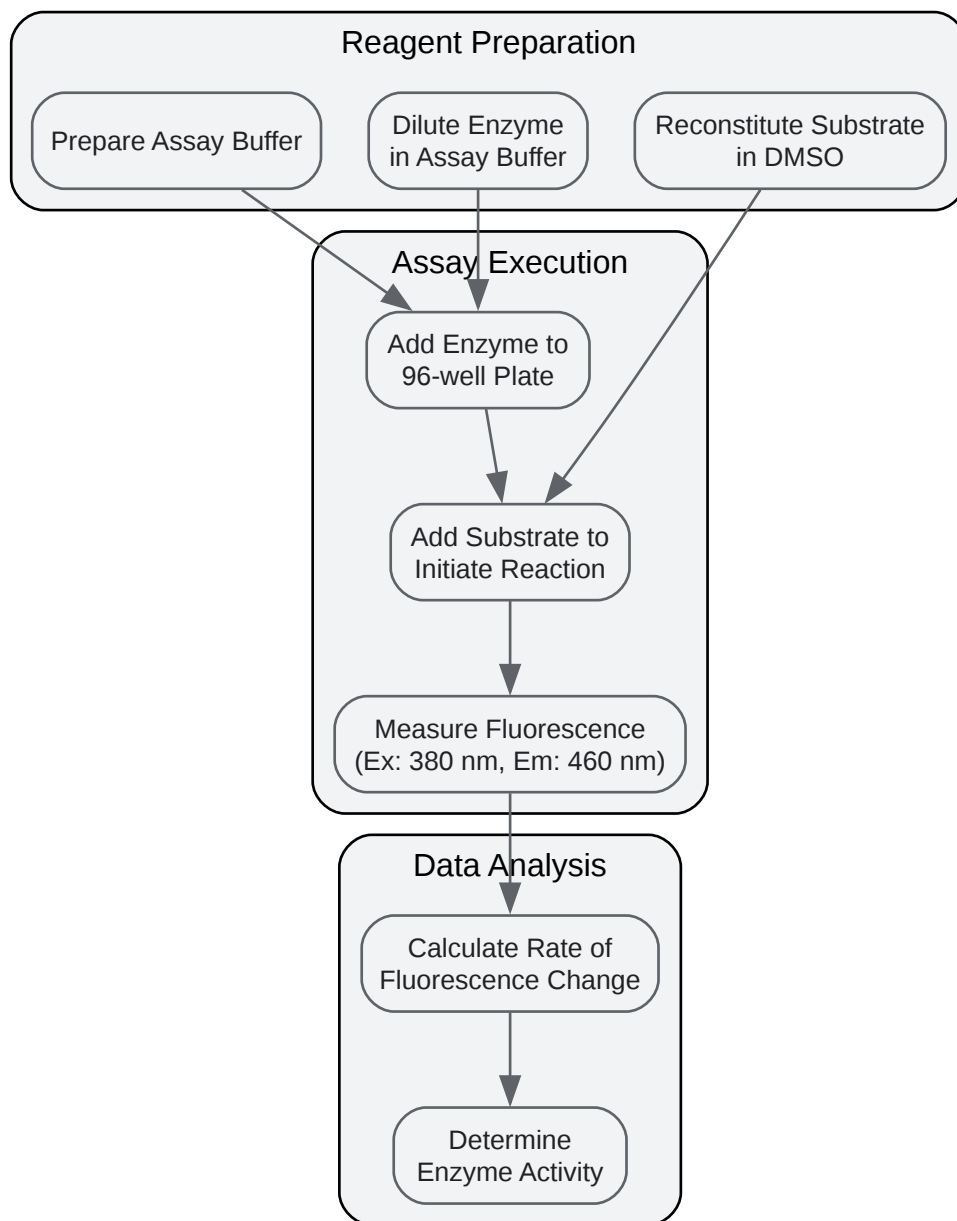 Reagent Preparation
Prepare Assay Buffer
Dilute Enzyme
in Assay Buffer
Reconstitute Substrate
in DMSO
Assay Execution
Add Enzyme to
96-well Plate
Add Substrate to
Initiate Reaction
Measure Fluorescence
(Ex: 380 nm, Em: 460 nm)
Data Analysis
Calculate Rate of
Fluorescence Change
Determine
Enzyme Activity